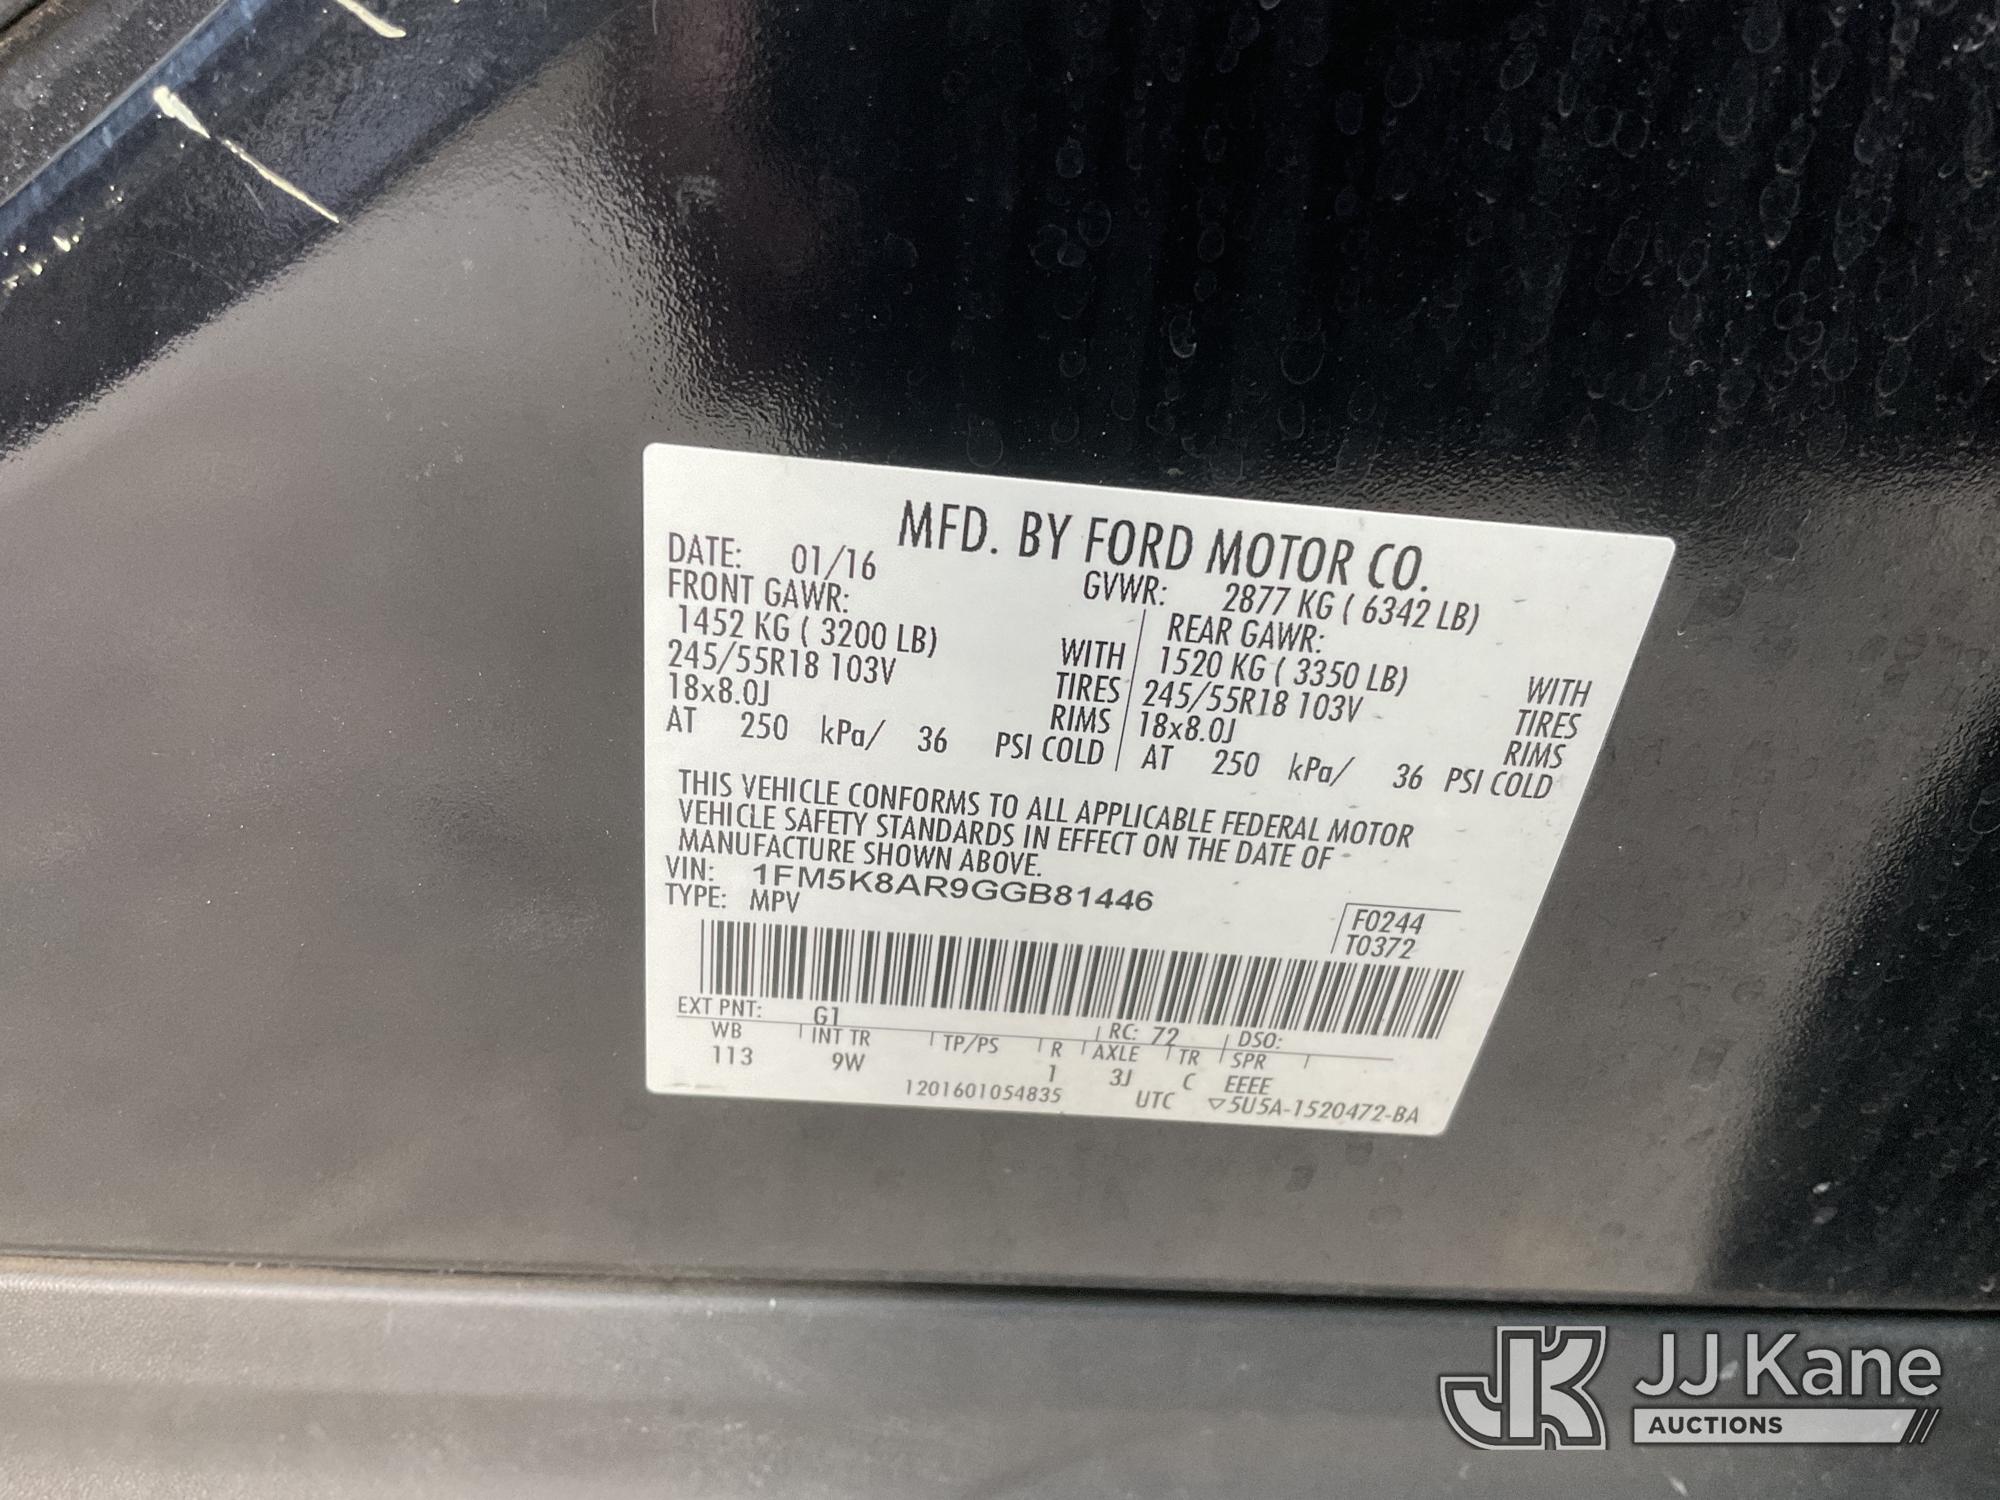 MFD. BY FORD MOTOR CO.
DATE: 01/16 GVWR: 2877 KG ( 6342 LB)
FRONT GAWR: REAR GAWR:
1452 KG ( 3200 LB) WITH 1520 KG ( 3350 LB) WITH
245/55R18 103V TIRES 245/55R18 103V TIRES
18x8.0J RIMS 18x8.0J RIMS
AT 250 kPa/ 36 PSI COLD AT 250 kPa/ 36 PSI COLD
THIS VEHICLE CONFORMS TO ALL APPLICABLE FEDERAL MOTOR
VEHICLE SAFETY STANDARDS IN EFFECT ON THE DATE OF
MANUFACTURE SHOWN ABOVE.
VIN: 1FM5K8AR9GGB81446
TYPE: MPV
F0244
T0372
EXT PNT: G1 RC: 72 DSO:
WB INT TR TP/PS R AXLE TR SPR
113 9W 1 3J C EEEE
1201601054835 UTC ▽5U5A-1520472-BA
JK JJ Kane
AUCTIONS